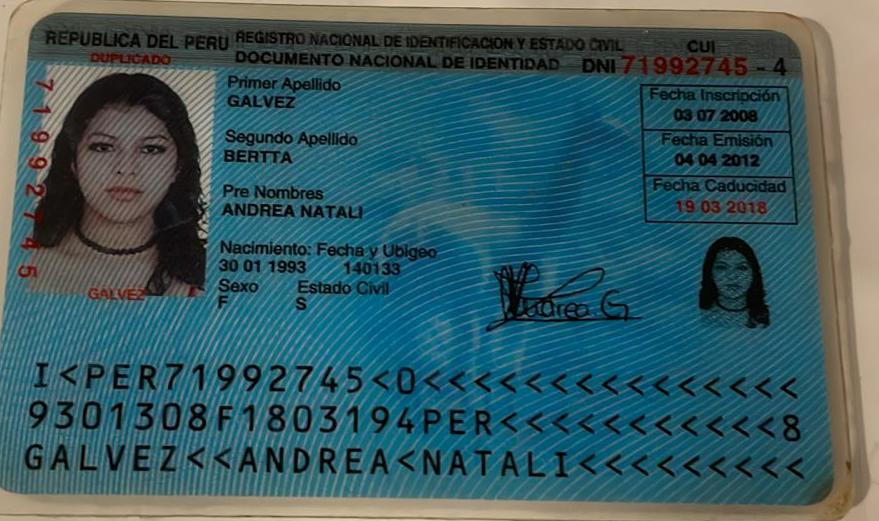 REPUBLICA DEL PERU REGISTRO NACIONAL DE IDENTIFICACION Y ESTADO CIVIL CUI
DUPLICADO DOCUMENTO NACIONAL DE IDENTIDAD DNI 71992745 - 4
71992745
Primer Apellido
GALVEZ
Segundo Apellido
BERTTA
Pre Nombres
ANDREA NATALI
Nacimiento: Fecha y Ubigeo
30 01 1993 140133
Sexo Estado Civil
F S
Fecha Inscripción
03 07 2008
Fecha Emisión
04 04 2012
Fecha Caducidad
19 03 2018
GALVEZ
Andrea G
I<PER71992745<0<<<<<<<<<<<<<<<
9301308F1803194PER<<<<<<<<<<<8
GALVEZ<<ANDREA<NATALI<<<<<<<<<